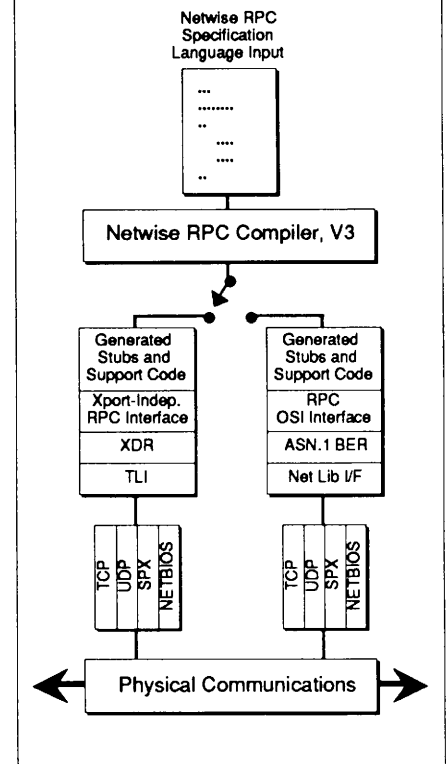 Netwise RPC
Specification
Language Input
...
........
..
....
....
..
Netwise RPC Compiler, V3
Generated
Stubs and
Support Code
Xport-Indep.
RPC Interface
XDR
TLI
Generated
Stubs and
Support Code
RPC
OSI Interface
ASN.1 BER
Net Lib I/F
TCP
UDP
SPX
NETBIOS
TCP
UDP
SPX
NETBIOS
Physical Communications